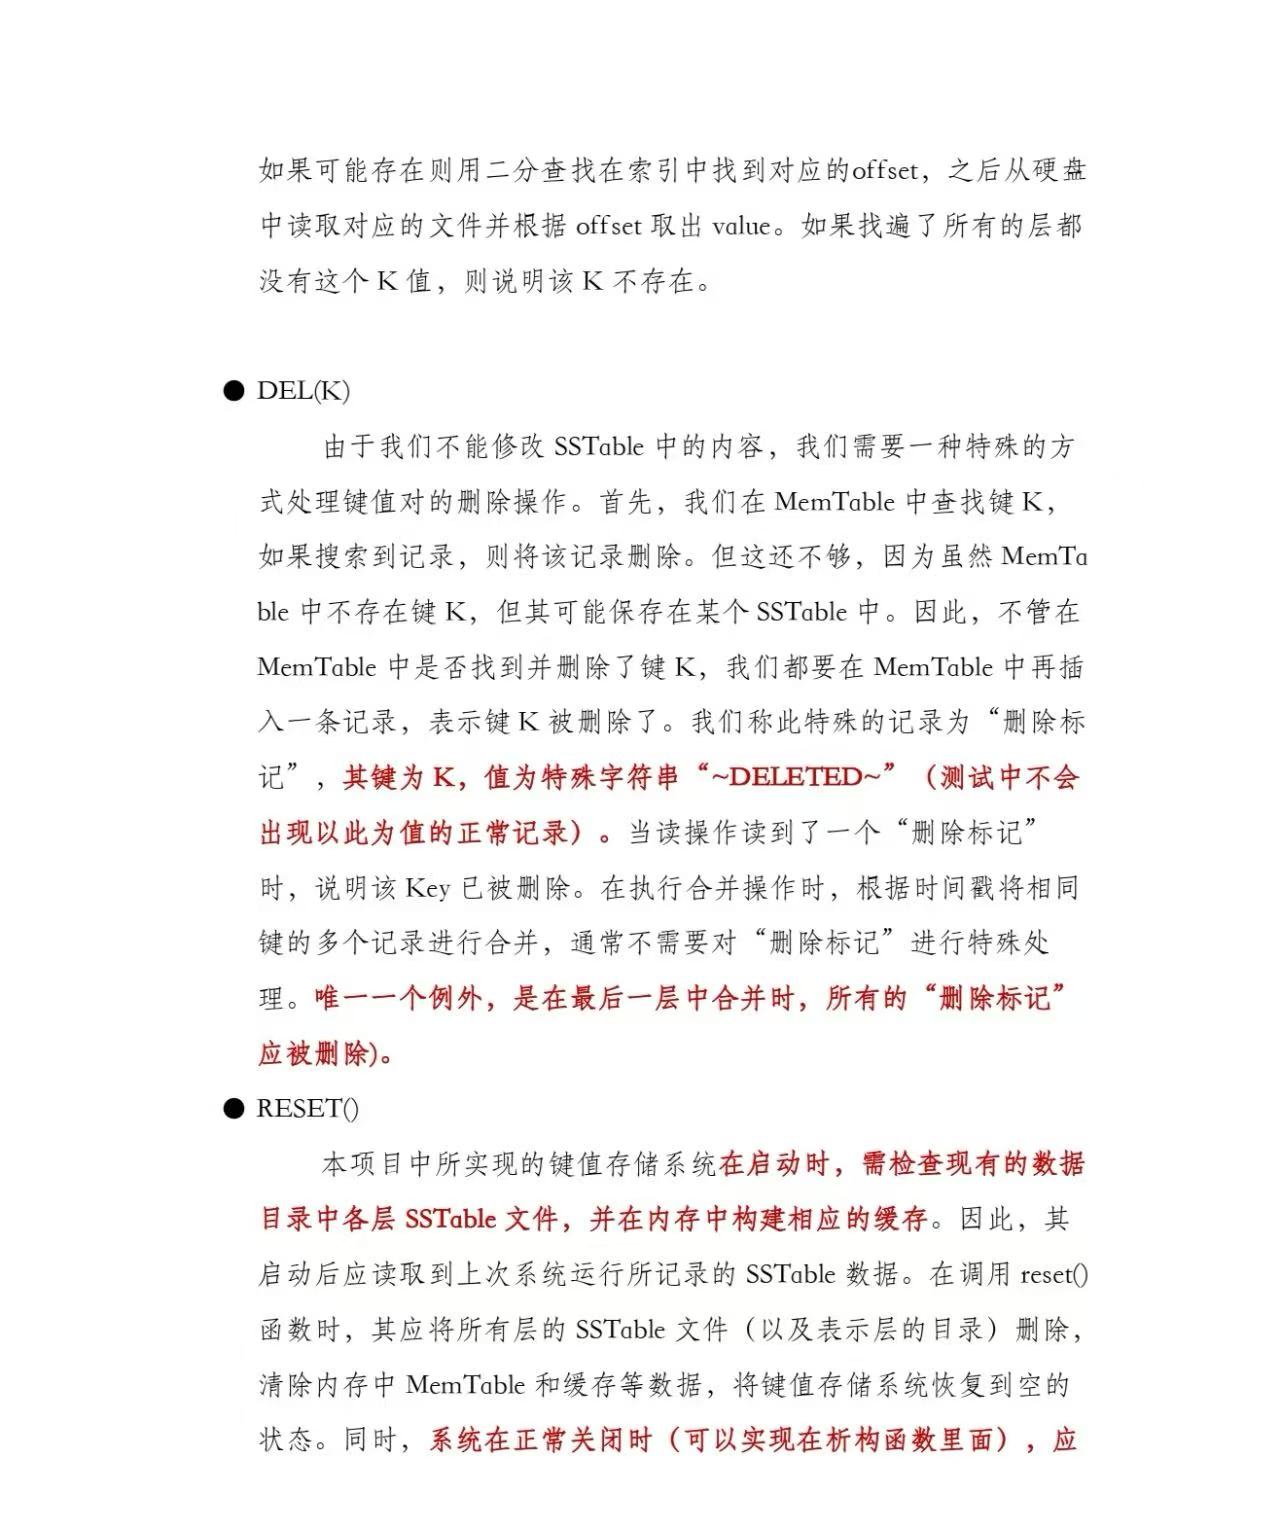 如果可能存在则用二分查找在索引中找到对应的offset，之后从硬盘
中读取对应的文件并根据 offset 取出 value。如果找遍了所有的层都
没有这个 K 值，则说明该 K 不存在。
● DEL(K)
由于我们不能修改 SSTable 中的内容，我们需要一种特殊的方
式处理键值对的删除操作。首先，我们在 MemTable 中查找键 K，
如果搜索到记录，则将该记录删除。但这还不够，因为虽然 MemTa
ble 中不存在键 K，但其可能保存在某个 SSTable 中。因此，不管在
MemTable 中是否找到并删除了键 K，我们都要在 MemTable 中再插
入一条记录，表示键 K 被删除了。我们称此特殊的记录为“删除标
记”，其键为 K，值为特殊字符串“~DELETED~”（测试中不会
出现以此为值的正常记录）。当读操作读到了一个“删除标记”
时，说明该 Key 已被删除。在执行合并操作时，根据时间戳将相同
键的多个记录进行合并，通常不需要对“删除标记”进行特殊处
理。唯一一个例外，是在最后一层中合并时，所有的“删除标记”
应被删除)。
● RESET()
本项目中所实现的键值存储系统在启动时，需检查现有的数据
目录中各层 SSTable 文件，并在内存中构建相应的缓存。因此，其
启动后应读取到上次系统运行所记录的 SSTable 数据。在调用 reset()
函数时，其应将所有层的 SSTable 文件（以及表示层的目录）删除，
清除内存中 MemTable 和缓存等数据，将键值存储系统恢复到空的
状态。同时，系统在正常关闭时（可以实现在析构函数里面），应